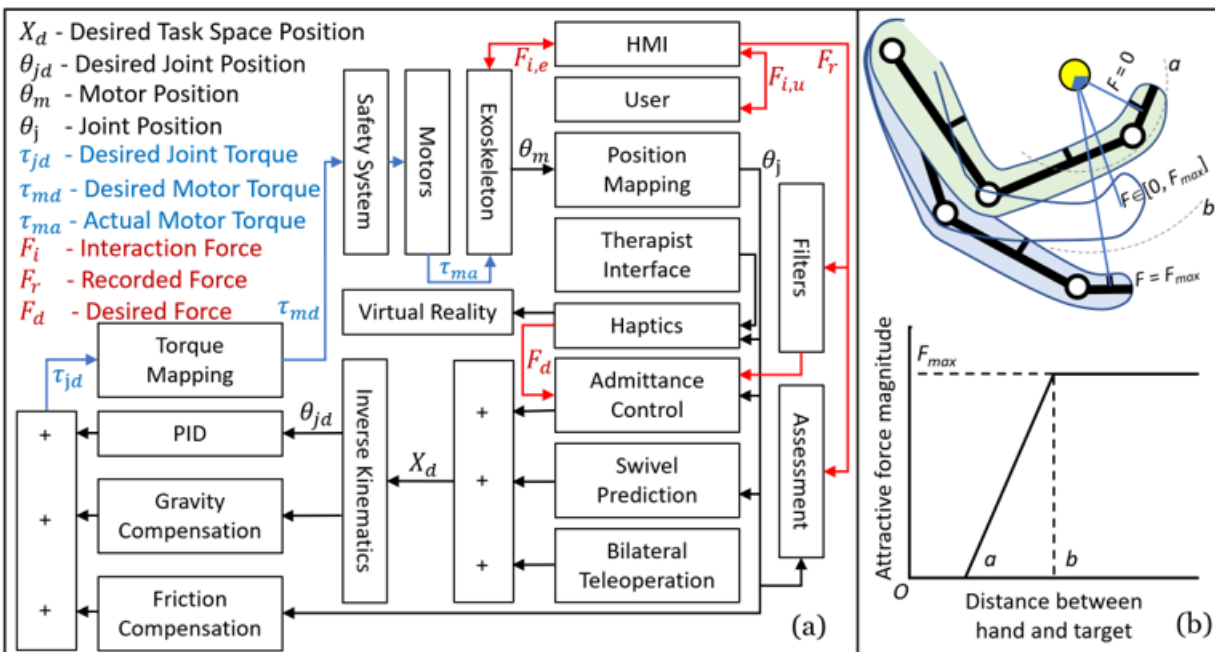 X_d - Desired Task Space Position
θ_jd - Desired Joint Position
θ_m - Motor Position
θ_j - Joint Position
τ_jd - Desired Joint Torque
τ_md - Desired Motor Torque
τ_ma - Actual Motor Torque
F_i - Interaction Force
F_r - Recorded Force
F_d - Desired Force
τ_md
Torque
Mapping
τ_jd
+
+
+
PID
Gravity
Compensation
Friction
Compensation
θ_jd
Inverse Kinematics
X_d
+
+
+
Safety System
Motors
τ_ma
Exoskeleton
F_i,e
θ_m
HMI
User
F_i,u
F_r
Position
Mapping
θ_j
Therapist
Interface
Virtual Reality
Haptics
F_d
Admittance
Control
Swivel
Prediction
Bilateral
Teleoperation
Filters
Assessment
(a)
F = 0
a
F∈[0, F_max]
b
F = F_max
F_max
Attractive force magnitude
a
b
O
Distance between
hand and target
(b)